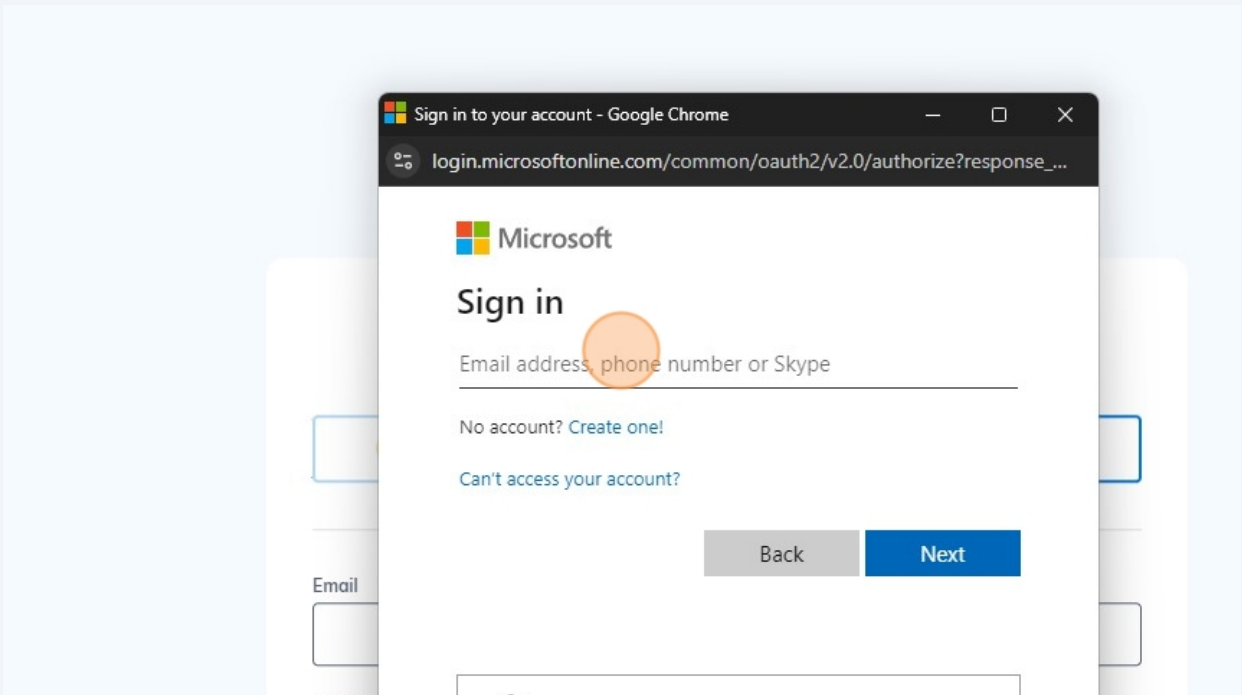 Sign in to your account - Google Chrome
login.microsoftonline.com/common/oauth2/v2.0/authorize?response_...
Microsoft
Sign in
Email address, phone number or Skype
No account? Create one!
Can't access your account?
Back
Next
Email